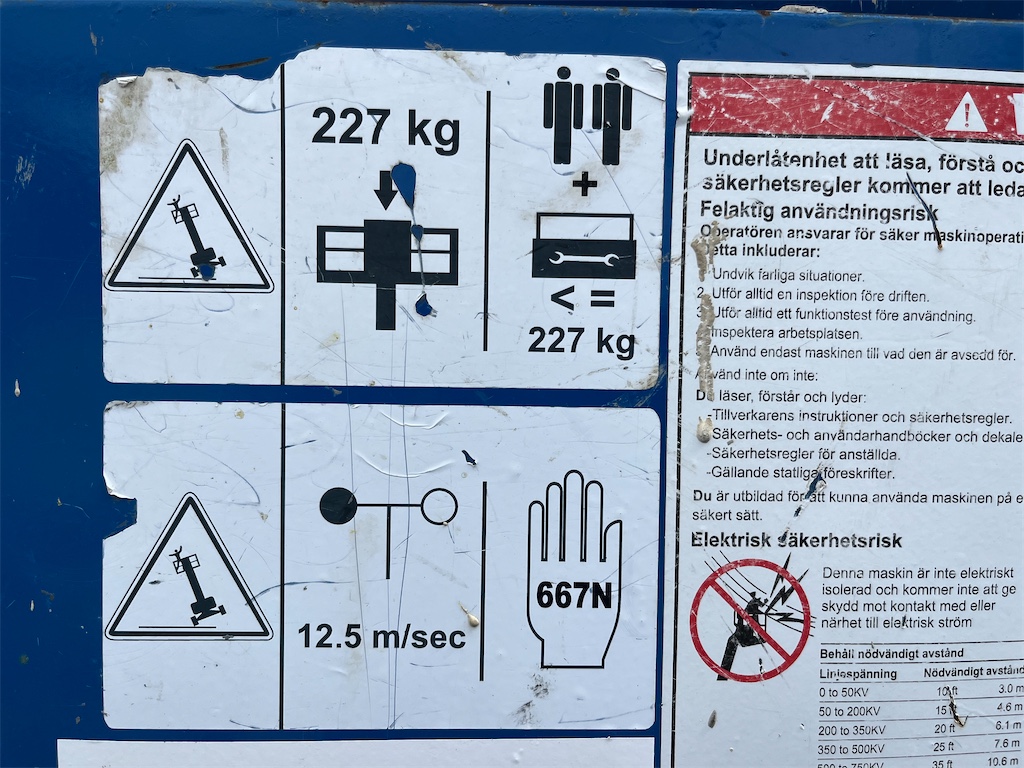 227 kg
+
< =
227 kg
12.5 m/sec
667N
Underlåtenhet att läsa, förstå oc
säkerhetsregler kommer att leda
Felaktig användningsrisk
Operatören ansvarar för säker maskinoperati
etta inkluderar:
Undvik farliga situationer.
2. Utför alltid en inspektion före driften.
Utför alltid ett funktionstest före användning.
Inspektera arbetsplatsen.
Använd endast maskinen till vad den är avsedd för.
Använd inte om inte:
Du läser, förstår och lyder:
-Tillverkarens instruktioner och säkerhetsregler.
-Säkerhets- och användarhandböcker och dekale
-Säkerhetsregler för anställda.
-Gällande statliga föreskrifter.
Du är utbildad för att kunna använda maskinen på e
säkert sätt.
Elektrisk säkerhetsrisk
Denna maskin är inte elektriskt
isolerad och kommer inte att ge
skydd mot kontakt med eller
närhet till elektrisk ström
Behåll nödvändigt avstånd
Linjespänning Nödvändigt avstånd
0 to 50KV 10 ft 3.0 m
50 to 200KV 15 ft 4.6 m
200 to 350KV 20 ft 6.1 m
350 to 500KV 25 ft 7.6 m
500 to 750KV 35 ft 10.6 m